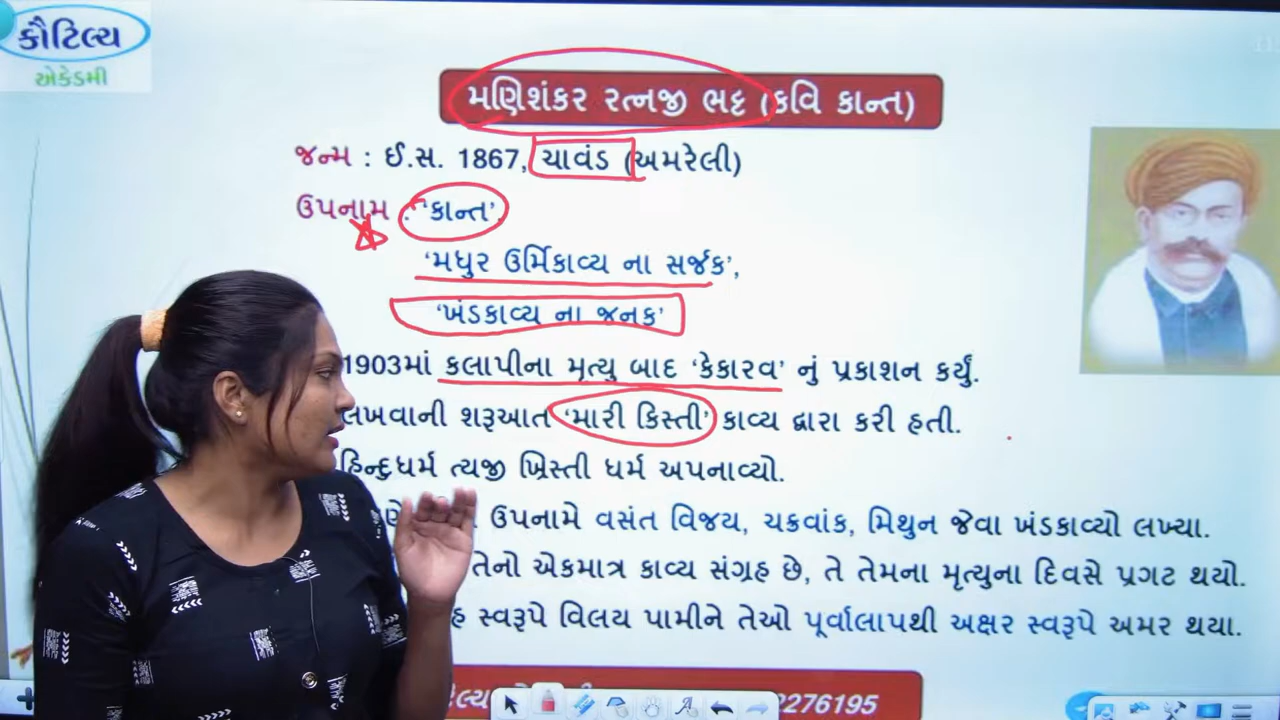 કૌટિલ્ય
એકેડમી
મણિશંકર રત્નજી ભટ્ટ (કવિ કાન્ત)
જન્મ : ઈ.સ. 1867, ચાવંડ (અમરેલી)
ઉપનામ : 'કાન્ત'
'મધુર ઉર્મિકાવ્ય ના સર્જક',
'ખંડકાવ્ય ના જનક'
1903માં કલાપીના મૃત્યુ બાદ 'કેકારવ' નું પ્રકાશન કર્યું.
લખવાની શરૂઆત 'મારી કિસ્તી' કાવ્ય દ્વારા કરી હતી.
હિન્દુધર્મ ત્યજી ખ્રિસ્તી ધર્મ અપનાવ્યો.
ઉપનામે વસંત વિજય, ચક્રવાંક, મિથુન જેવા ખંડકાવ્યો લખ્યા.
તેનો એકમાત્ર કાવ્ય સંગ્રહ છે, તે તેમના મૃત્યુના દિવસે પ્રગટ થયો.
સ્વરૂપે વિલય પામીને તેઓ પૂર્વાલાપથી અક્ષર સ્વરૂપે અમર થયા.
2276195